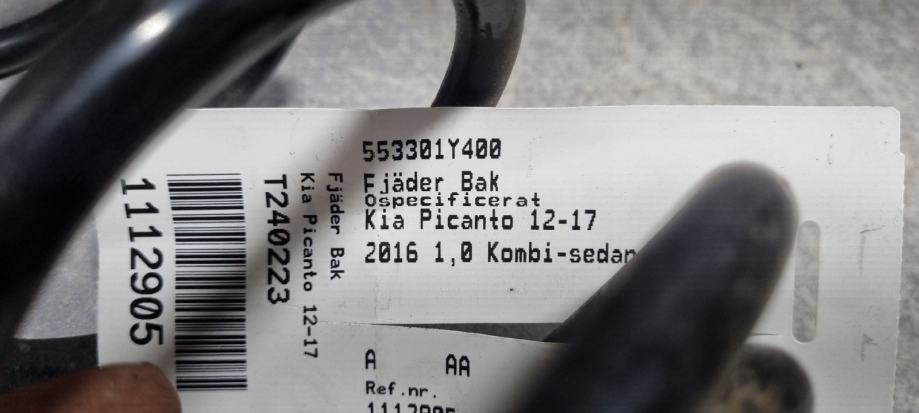 553301Y400
Fjäder Bak
Ospecificerat
Kia Picanto 12-17
2016 1,0 Kombi-sedan
A AA
Ref.nr.
Fjäder Bak
Kia Picanto 12-17
T240223
1112905